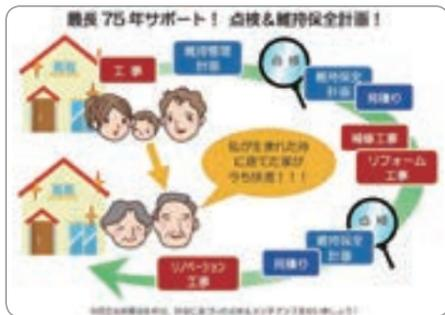 最長75年サポート! 点検&維持保全計画!
工事
維持管理
計画
点検
維持保全
計画
見積り
補修工事
リフォーム
工事
私が生まれた時
に建てた家が
今も快適!!!
点検
維持保全
計画
見積り
リノベーション
工事